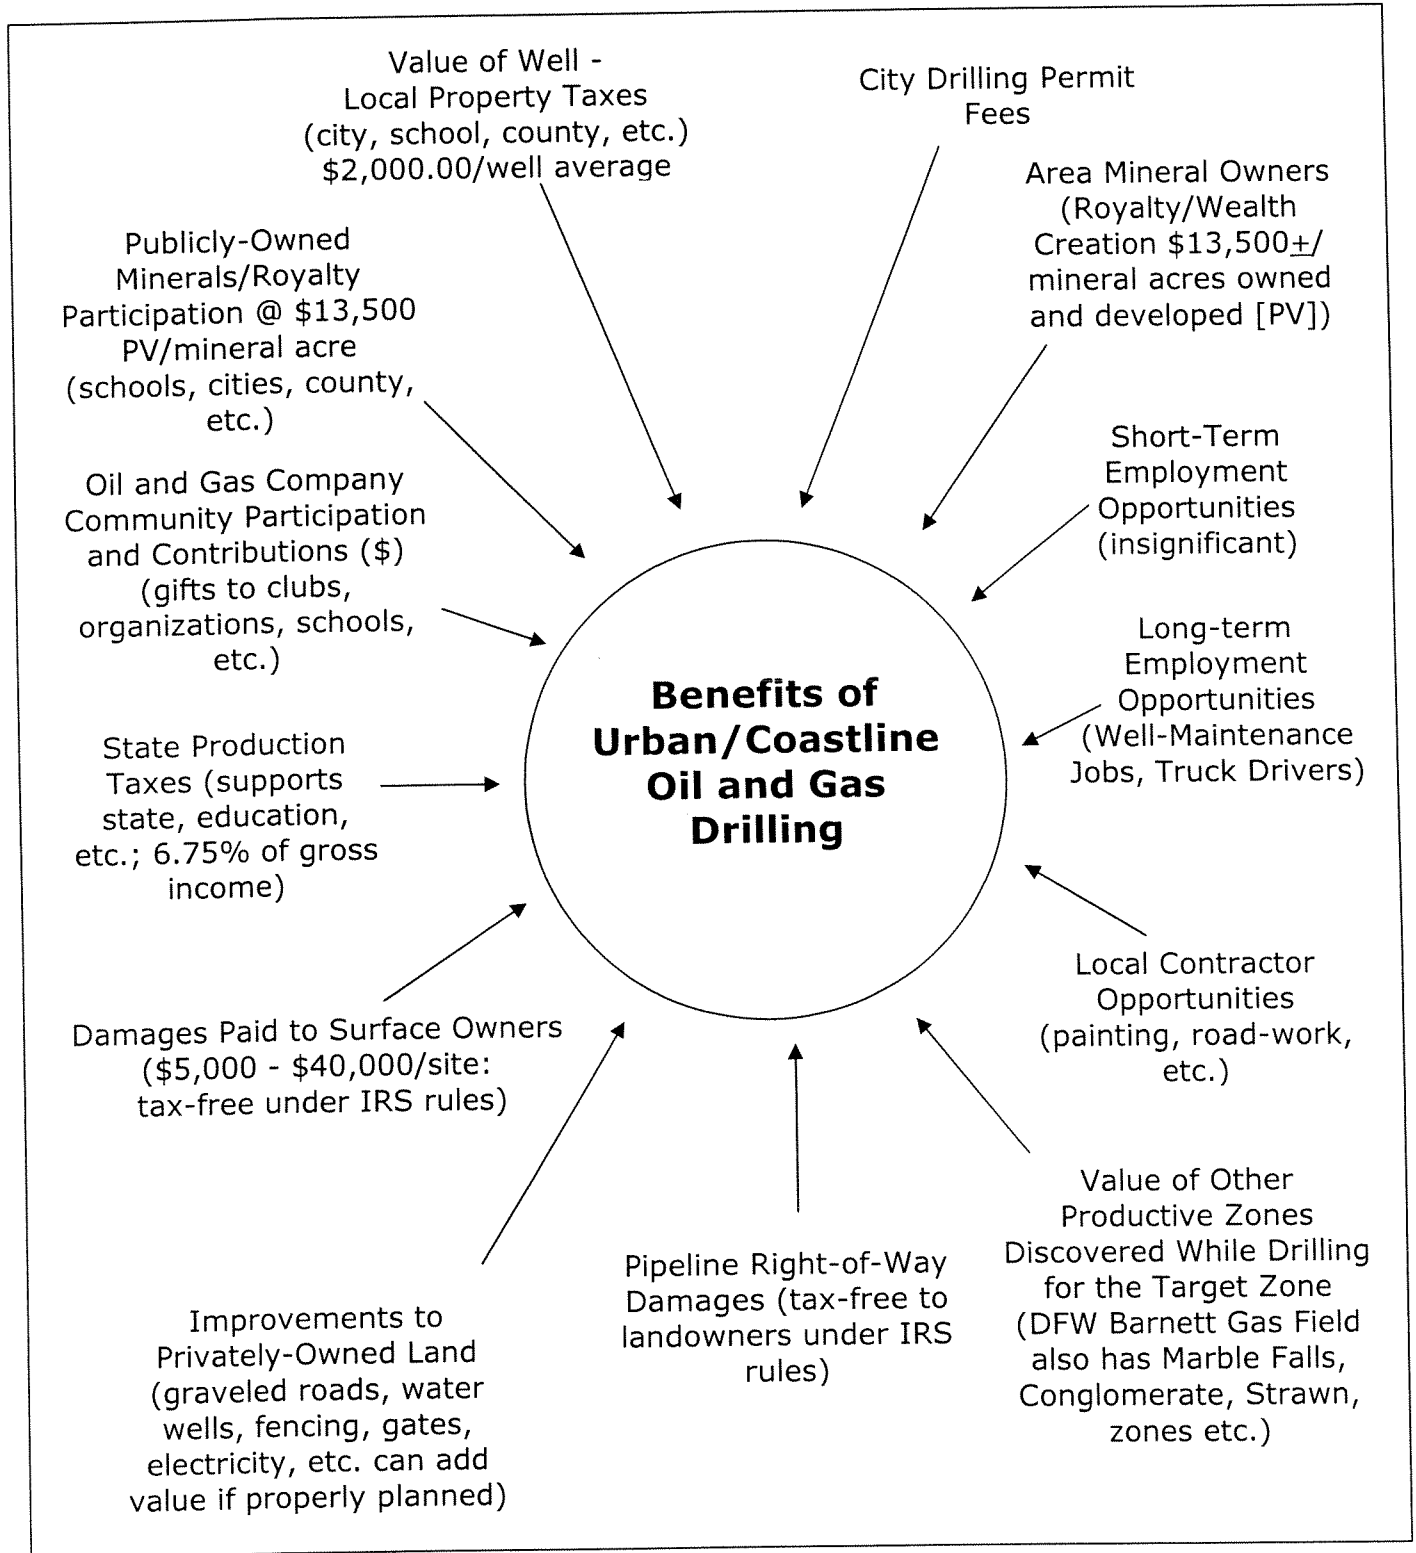 Value of Well -
Local Property Taxes
(city, school, county, etc.)
$2,000.00/well average
City Drilling Permit
Fees
Area Mineral Owners
(Royalty/Wealth
Creation $13,500±/
mineral acres owned
and developed [PV])
Publicly-Owned
Minerals/Royalty
Participation @ $13,500
PV/mineral acre
(schools, cities, county,
etc.)
Short-Term
Employment
Opportunities
(insignificant)
Oil and Gas Company
Community Participation
and Contributions ($)
(gifts to clubs,
organizations, schools,
etc.)
Long-term
Employment
Opportunities
(Well-Maintenance
Jobs, Truck Drivers)
Benefits of
Urban/Coastline
Oil and Gas
Drilling
State Production
Taxes (supports
state, education,
etc.; 6.75% of gross
income)
Local Contractor
Opportunities
(painting, road-work,
etc.)
Damages Paid to Surface Owners
($5,000 - $40,000/site:
tax-free under IRS rules)
Value of Other
Productive Zones
Discovered While Drilling
for the Target Zone
(DFW Barnett Gas Field
also has Marble Falls,
Conglomerate, Strawn,
zones etc.)
Pipeline Right-of-Way
Damages (tax-free to
landowners under IRS
rules)
Improvements to
Privately-Owned Land
(graveled roads, water
wells, fencing, gates,
electricity, etc. can add
value if properly planned)